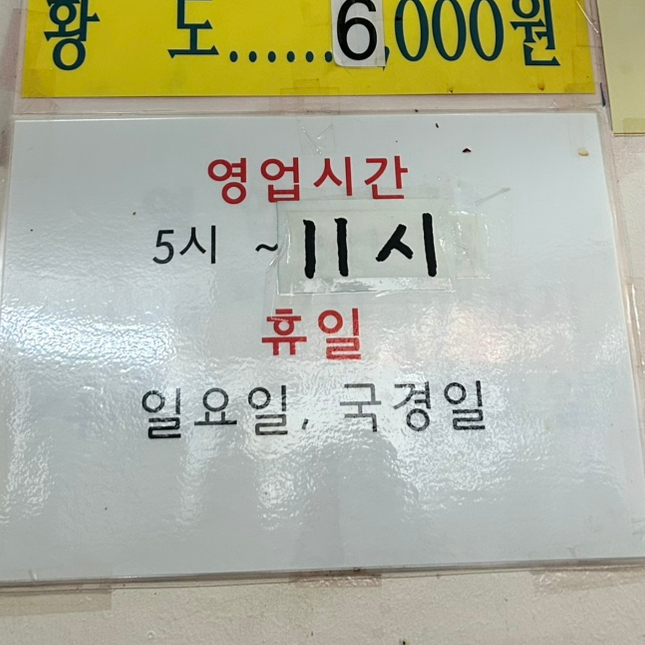 황 도......6,000원
영업시간
5시 ~ 11시
휴일
일요일, 국경일